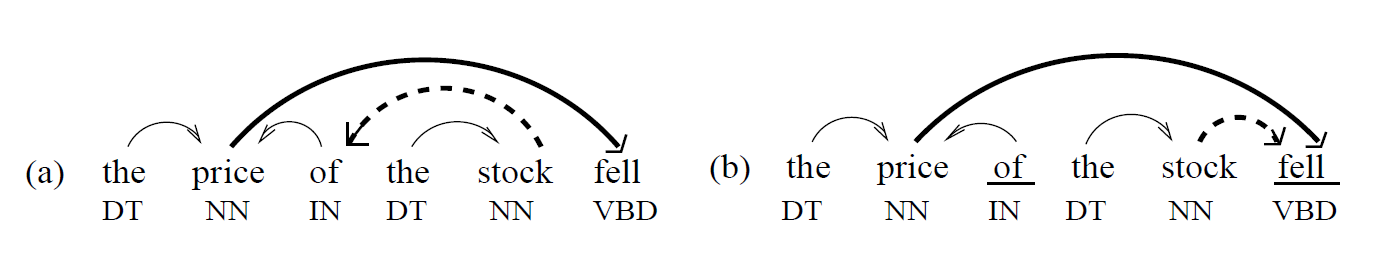 (a) the price of the stock fell (b) the price of the stock fell
DT NN IN DT NN VBD DT NN IN DT NN VBD